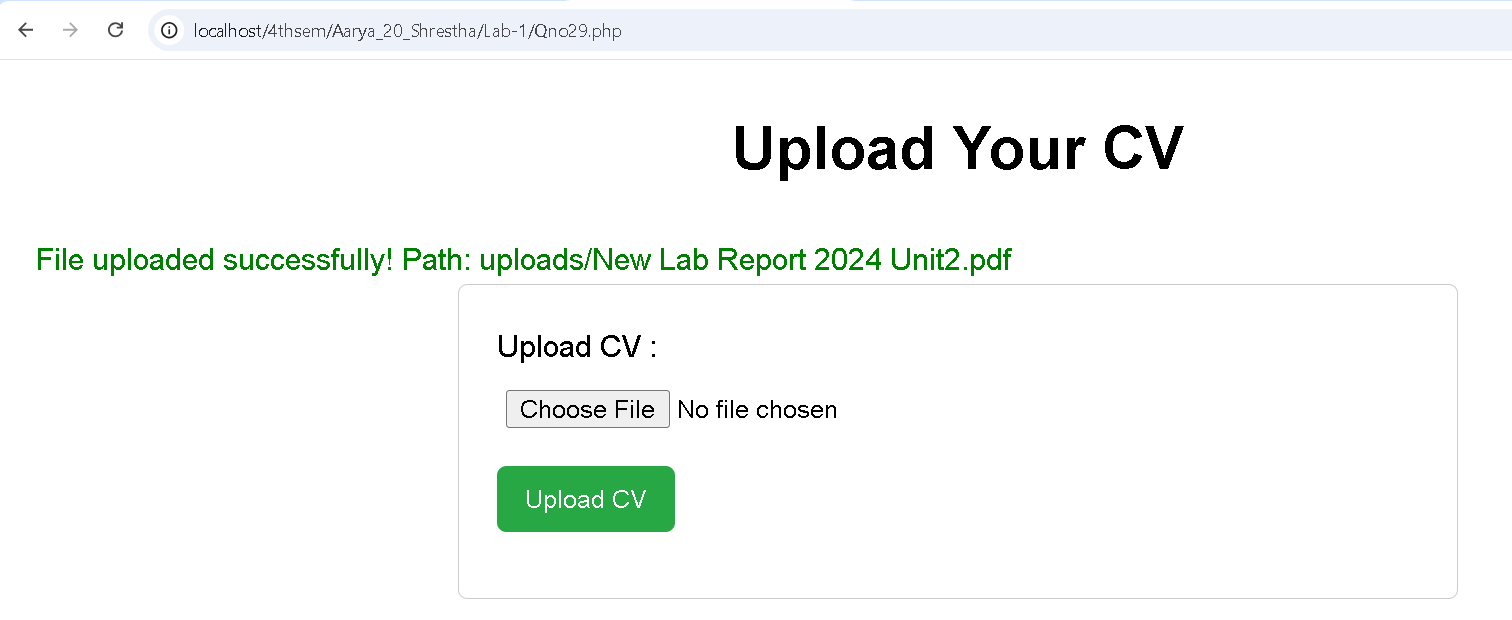 localhost/4thsem/Aarya_20_Shrestha/Lab-1/Qno29.php
Upload Your CV
File uploaded successfully! Path: uploads/New Lab Report 2024 Unit2.pdf
Upload CV :
Choose File No file chosen
Upload CV